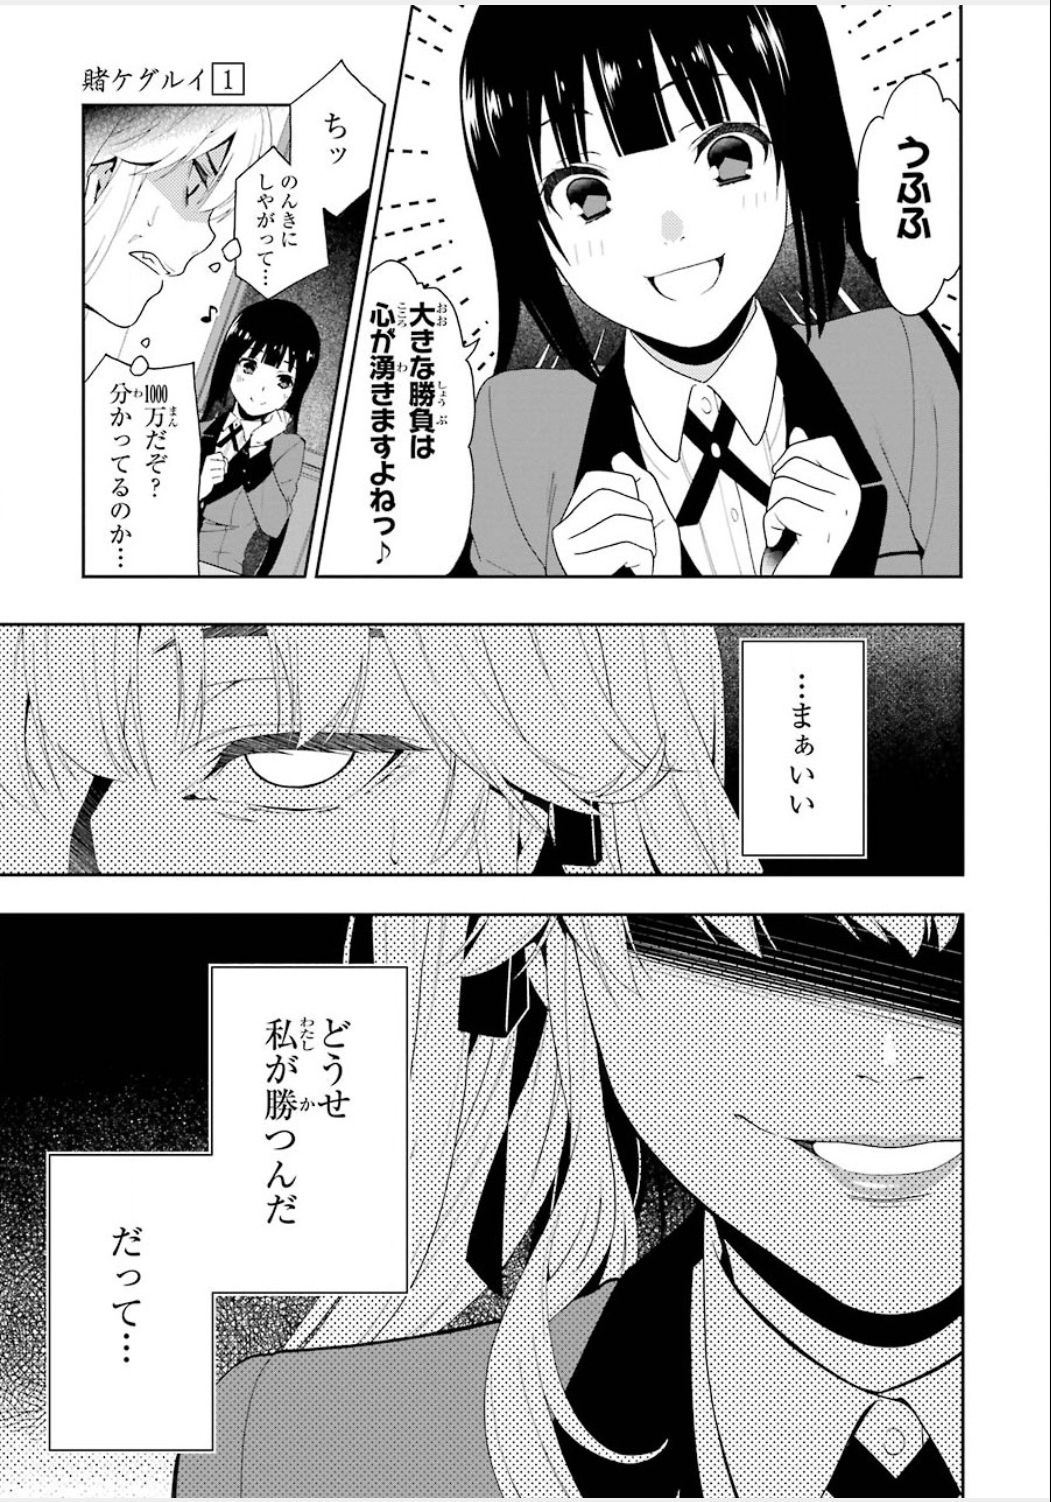 賭ケグルイ 1
うふふ
大きな勝負は
心が湧きますよねっ♪
ちッ
のんきに
しやがって…
1000万だぞ?
分かってるのか…
…まぁいい
どうせ
私が勝つんだ
だって…